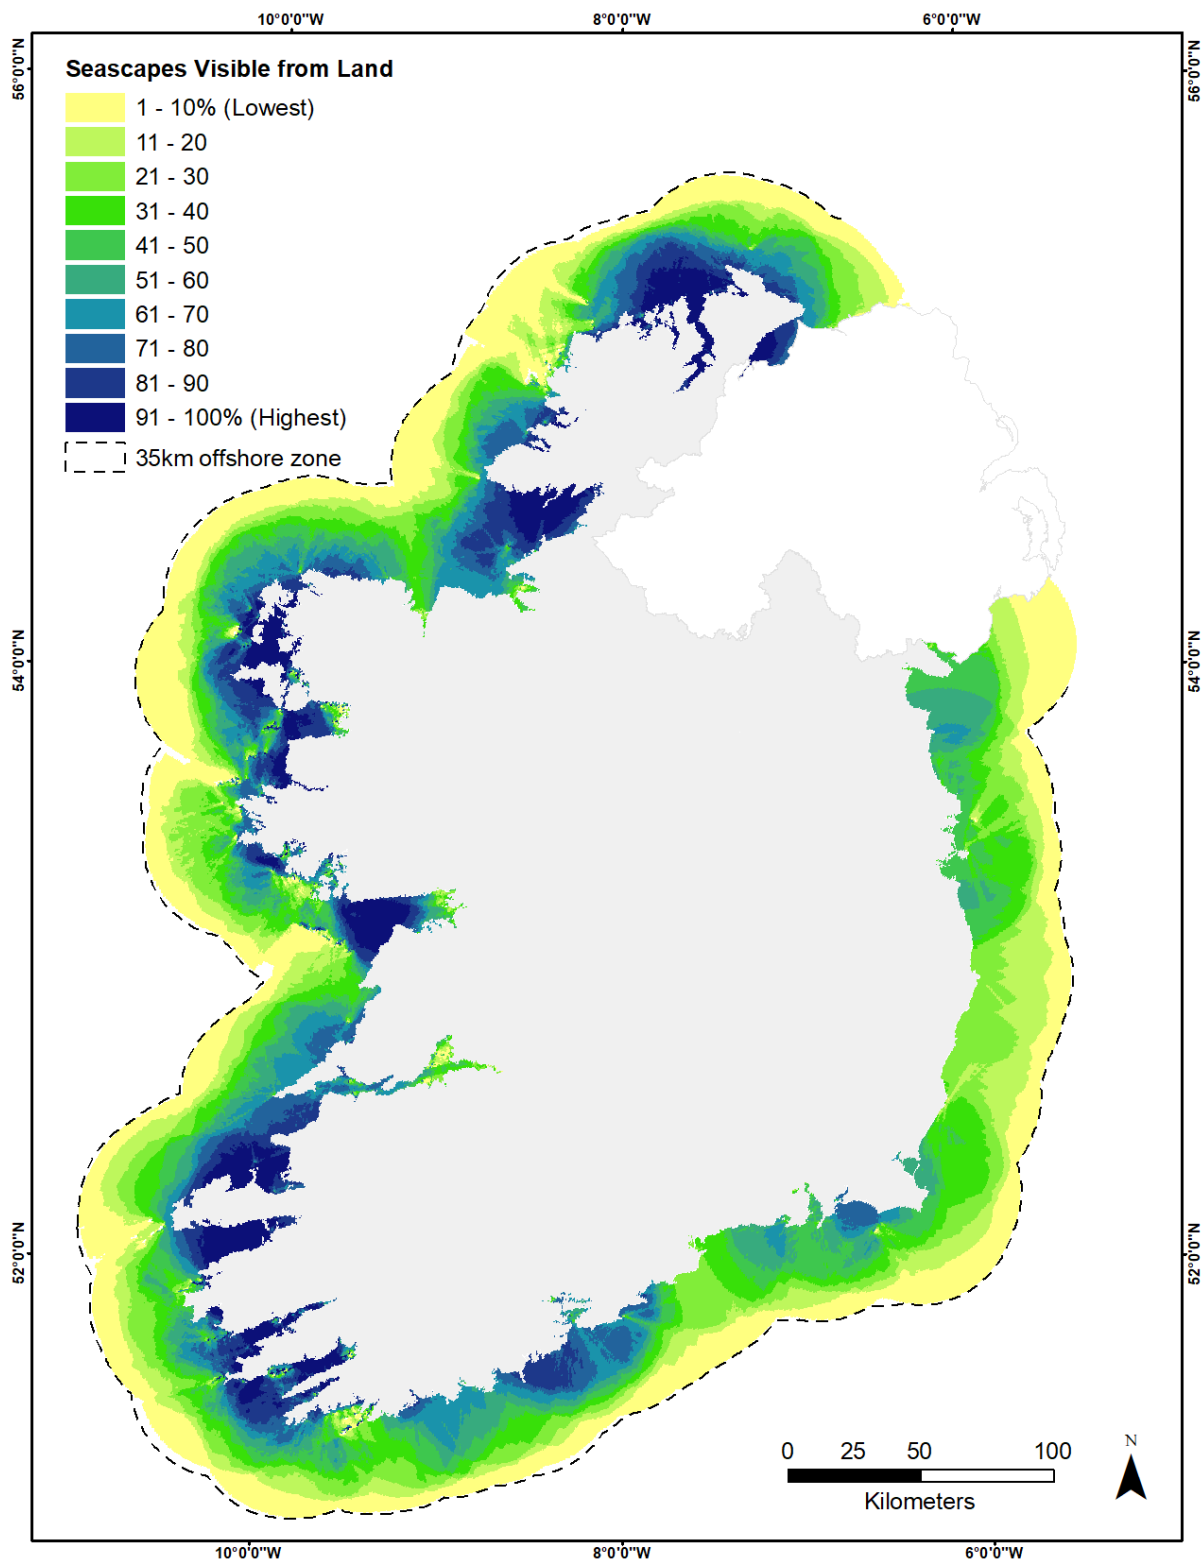 10°0'0"W 8°0'0"W 6°0'0"W
56°0'0"N 56°0'0"N
Seascapes Visible from Land
1 - 10% (Lowest)
11 - 20
21 - 30
31 - 40
41 - 50
51 - 60
61 - 70
71 - 80
81 - 90
91 - 100% (Highest)
35km offshore zone
54°0'0"N 54°0'0"N
52°0'0"N 52°0'0"N
0 25 50 100
Kilometers
N
10°0'0"W 8°0'0"W 6°0'0"W